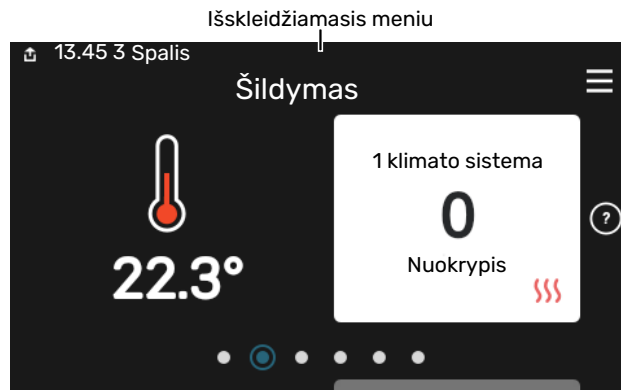 Išskleidžiamasis meniu
13.45 3 Spalis
Šildymas
1 klimato sistema
0
22.3°
Nuokrypis
?